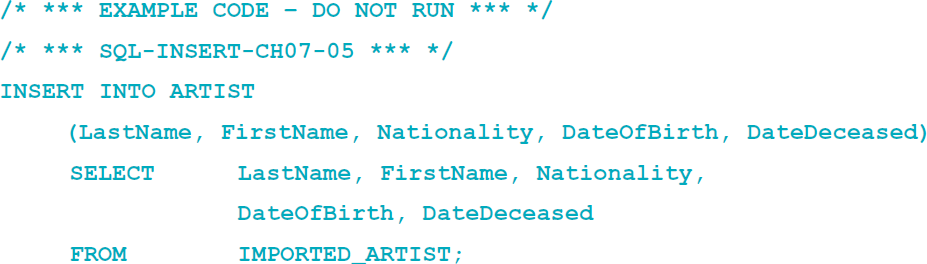 /* *** EXAMPLE CODE – DO NOT RUN *** */
/* *** SQL-INSERT-CH07-05 *** */
INSERT INTO ARTIST
(LastName, FirstName, Nationality, DateOfBirth, DateDeceased)
SELECT LastName, FirstName, Nationality,
DateOfBirth, DateDeceased
FROM IMPORTED_ARTIST;